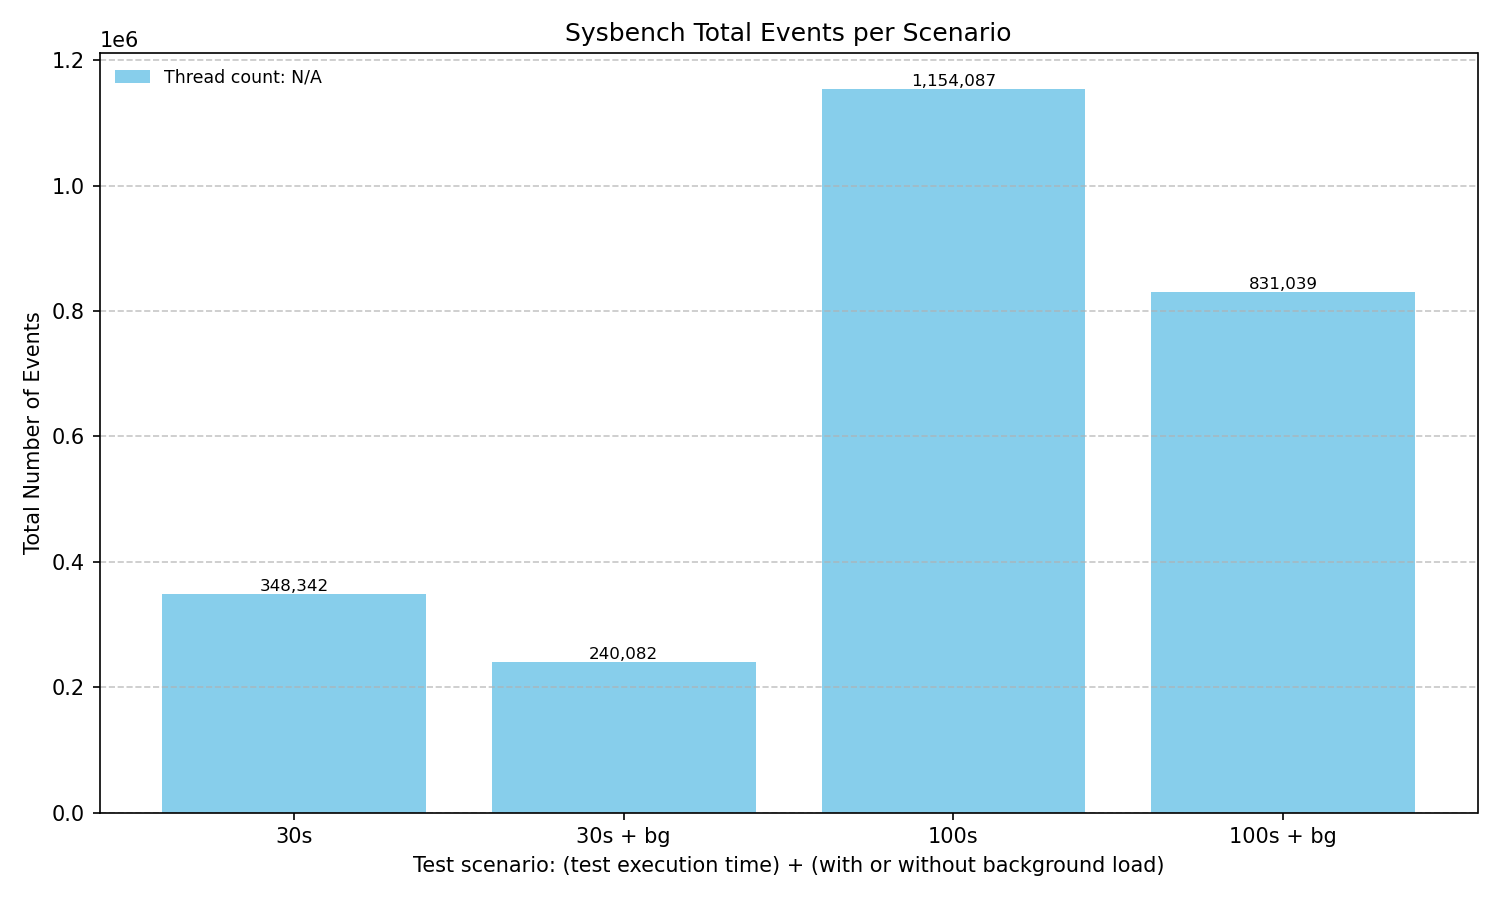 Sysbench Total Events per Scenario
1e6
1.2
1.0
0.8
0.6
0.4
0.2
0.0
Total Number of Events
Thread count: N/A
348,342
240,082
1,154,087
831,039
30s
30s + bg
100s
100s + bg
Test scenario: (test execution time) + (with or without background load)